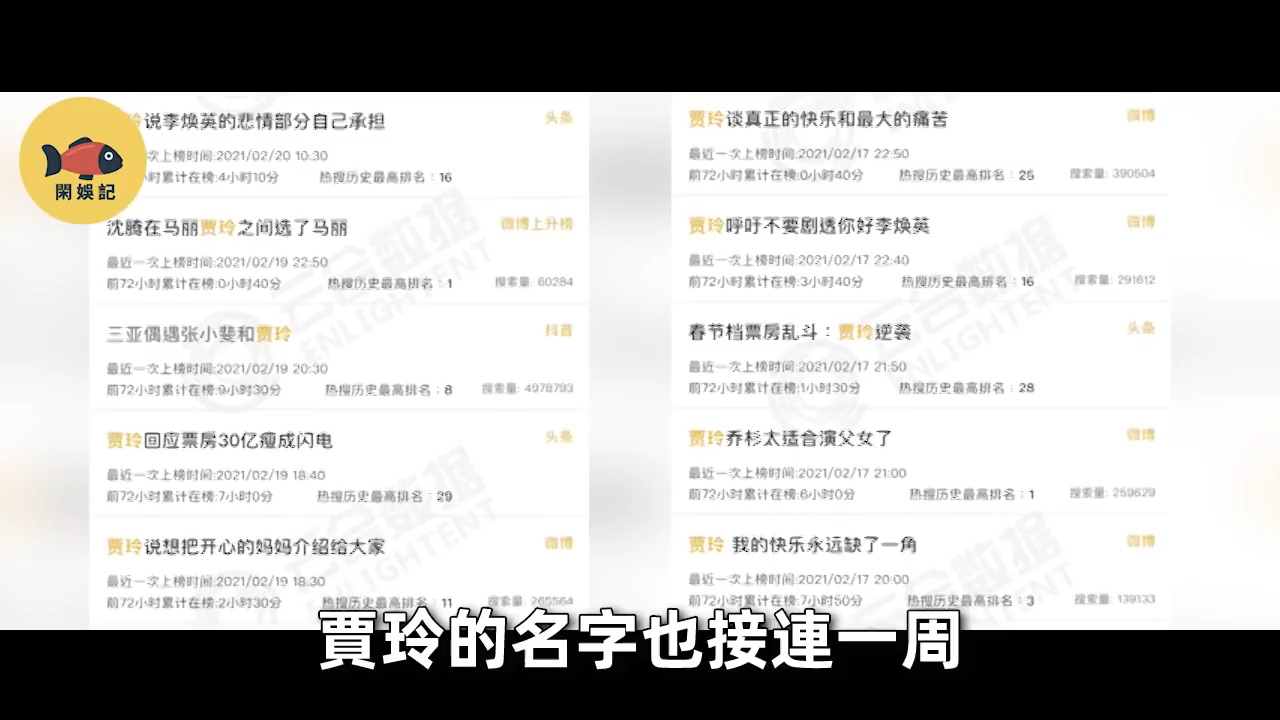 玲说李焕英的悲情部分自己承担 头条
次上榜时间:2021/02/20 10:30
小时累计在榜:4小时10分 热搜历史最高排名:16
闲娱記
沈腾在马丽贾玲之间选了马丽 微博上升榜
最近一次上榜时间:2021/02/19 22:50
前72小时累计在榜:0小时40分 热搜历史最高排名:1 搜索量: 60284
三亚偶遇张小斐和贾玲 抖音
最近一次上榜时间:2021/02/19 20:30
前72小时累计在榜:9小时30分 热搜历史最高排名:8 搜索量: 4978793
贾玲回应票房30亿瘦成闪电 头条
最近一次上榜时间:2021/02/19 18:40
前72小时累计在榜:7小时0分 热搜历史最高排名:29
贾玲说想把开心的妈妈介绍给大家 微博
最近一次上榜时间:2021/02/19 18:30
前72小时累计在榜:2小时30分 热搜历史最高排名:11 搜索量: 265564
贾玲谈真正的快乐和最大的痛苦 微博
最近一次上榜时间:2021/02/17 22:50
前72小时累计在榜:0小时40分 热搜历史最高排名:25 搜索量: 390504
贾玲呼吁不要剧透你好李焕英 微博
最近一次上榜时间:2021/02/17 22:40
前72小时累计在榜:3小时40分 热搜历史最高排名:16 搜索量: 291612
春节档票房乱斗:贾玲逆袭 头条
最近一次上榜时间:2021/02/17 21:50
前72小时累计在榜:1小时30分 热搜历史最高排名:28
贾玲乔杉太适合演父女了 微博
最近一次上榜时间:2021/02/17 21:00
前72小时累计在榜:6小时0分 热搜历史最高排名:1 搜索量: 259629
贾玲 我的快乐永远缺了一角 微博
最近一次上榜时间:2021/02/17 20:00
前72小时累计在榜:7小时50分 热搜历史最高排名:3 搜索量: 139133
云合数据
ENLIGHTENT
賈玲的名字也接連一周